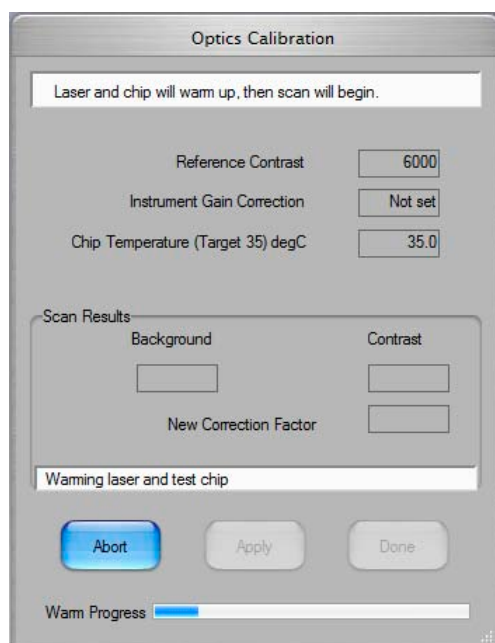 Optics Calibration
Laser and chip will warm up, then scan will begin.
Reference Contrast 6000
Instrument Gain Correction Not set
Chip Temperature (Target 35) degC 35.0
Scan Results
Background Contrast
New Correction Factor
Warming laser and test chip
Abort Apply Done
Warm Progress